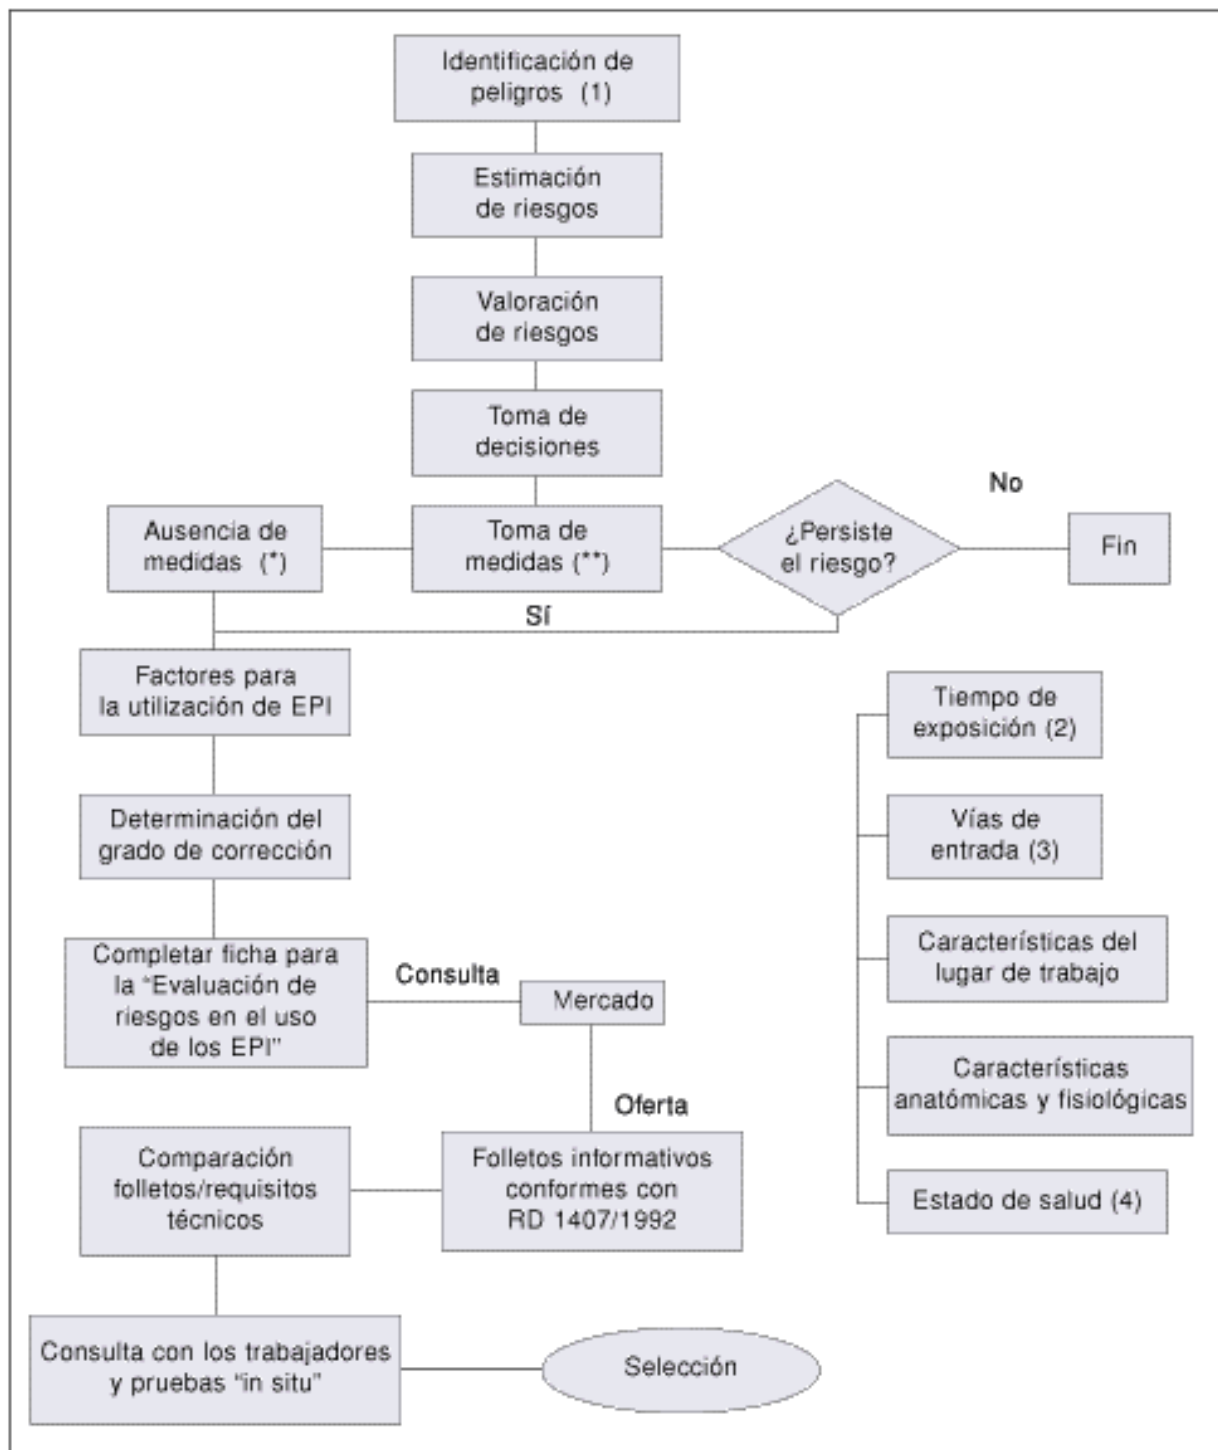 Identificación de
peligros (1)
Estimación
de riesgos
Valoración
de riesgos
Toma de
decisiones
No
Ausencia de
medidas (*)
Toma de
medidas (**)
¿Persiste
el riesgo?
Fin
Sí
Factores para
la utilización de EPI
Determinación del
grado de corrección
Completar ficha para
la “Evaluación de
riesgos en el uso
de los EPI”
Consulta
Mercado
Oferta
Folletos informativos
conformes con
RD 1407/1992
Comparación
folletos/requisitos
técnicos
Consulta con los trabajadores
y pruebas “in situ”
Selección
Tiempo de
exposición (2)
Vías de
entrada (3)
Características del
lugar de trabajo
Características
anatómicas y fisiológicas
Estado de salud (4)